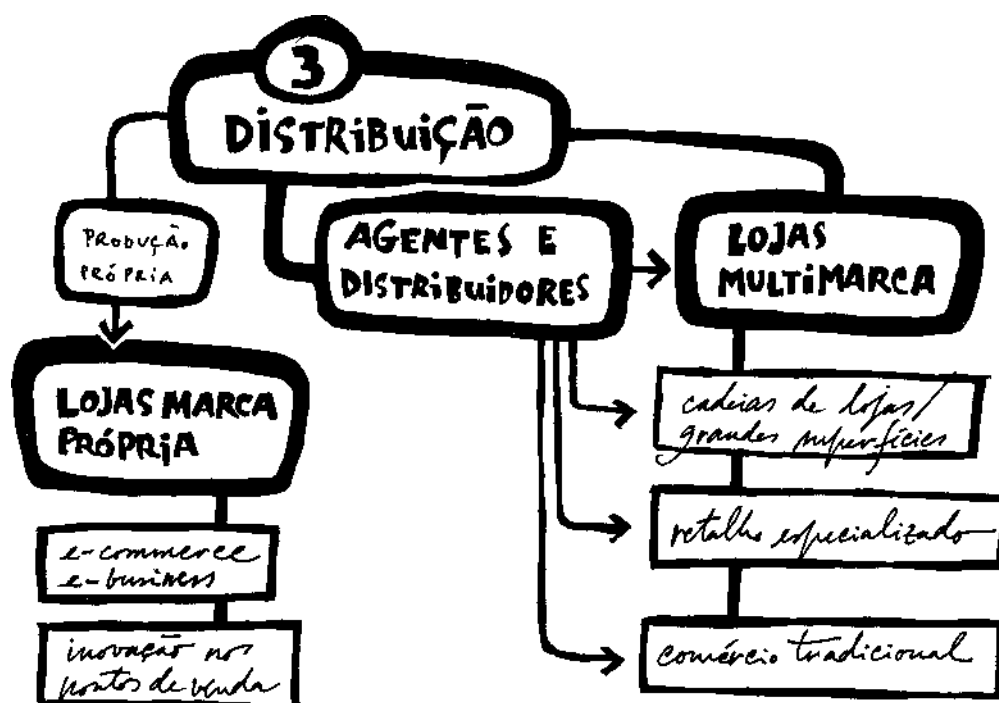 3
DiSTRiBuiÇÃO
PRODUÇÃO
PRÓPRiA
AGENTES E
DiSTRiBUiDORES
LOJAS
MULTiMARCA
LOJAS MARCA
PRÓPRiA
cadeias de lojas/
grandes superfícies
retalho especializado
comércio tradicional
e-commerce
e-business
inovação nos
pontos de venda